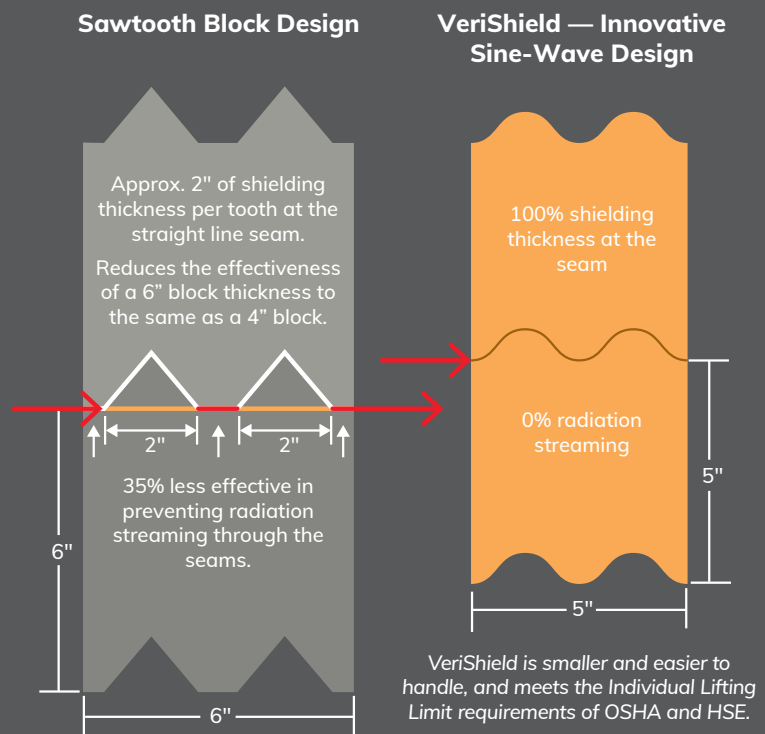 Sawtooth Block Design
Approx. 2" of shielding
thickness per tooth at the
straight line seam.
Reduces the effectiveness
of a 6” block thickness to
the same as a 4” block.
2"
2"
35% less effective in
preventing radiation
streaming through the
seams.
6"
6"
VeriShield — Innovative
Sine-Wave Design
100% shielding
thickness at the
seam
0% radiation
streaming
5"
5"
VeriShield is smaller and easier to
handle, and meets the Individual Lifting
Limit requirements of OSHA and HSE.